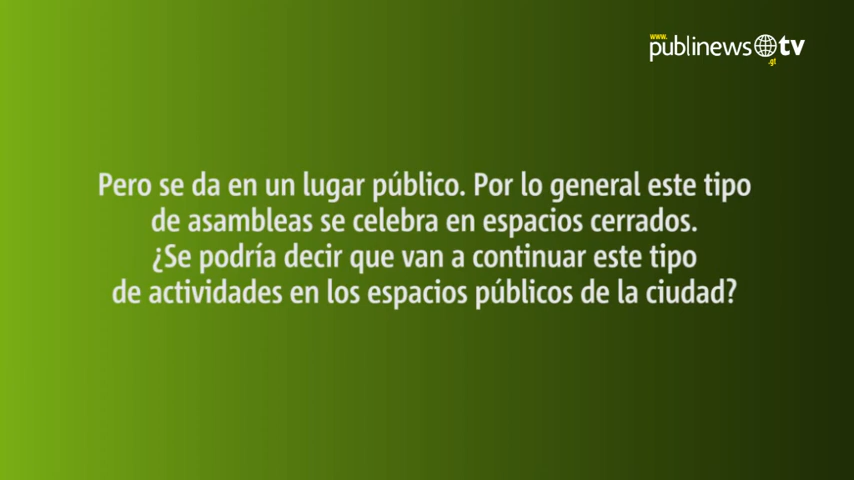 www.
publinews tv
.gt
Pero se da en un lugar público. Por lo general este tipo
de asambleas se celebra en espacios cerrados.
¿Se podría decir que van a continuar este tipo
de actividades en los espacios públicos de la ciudad?